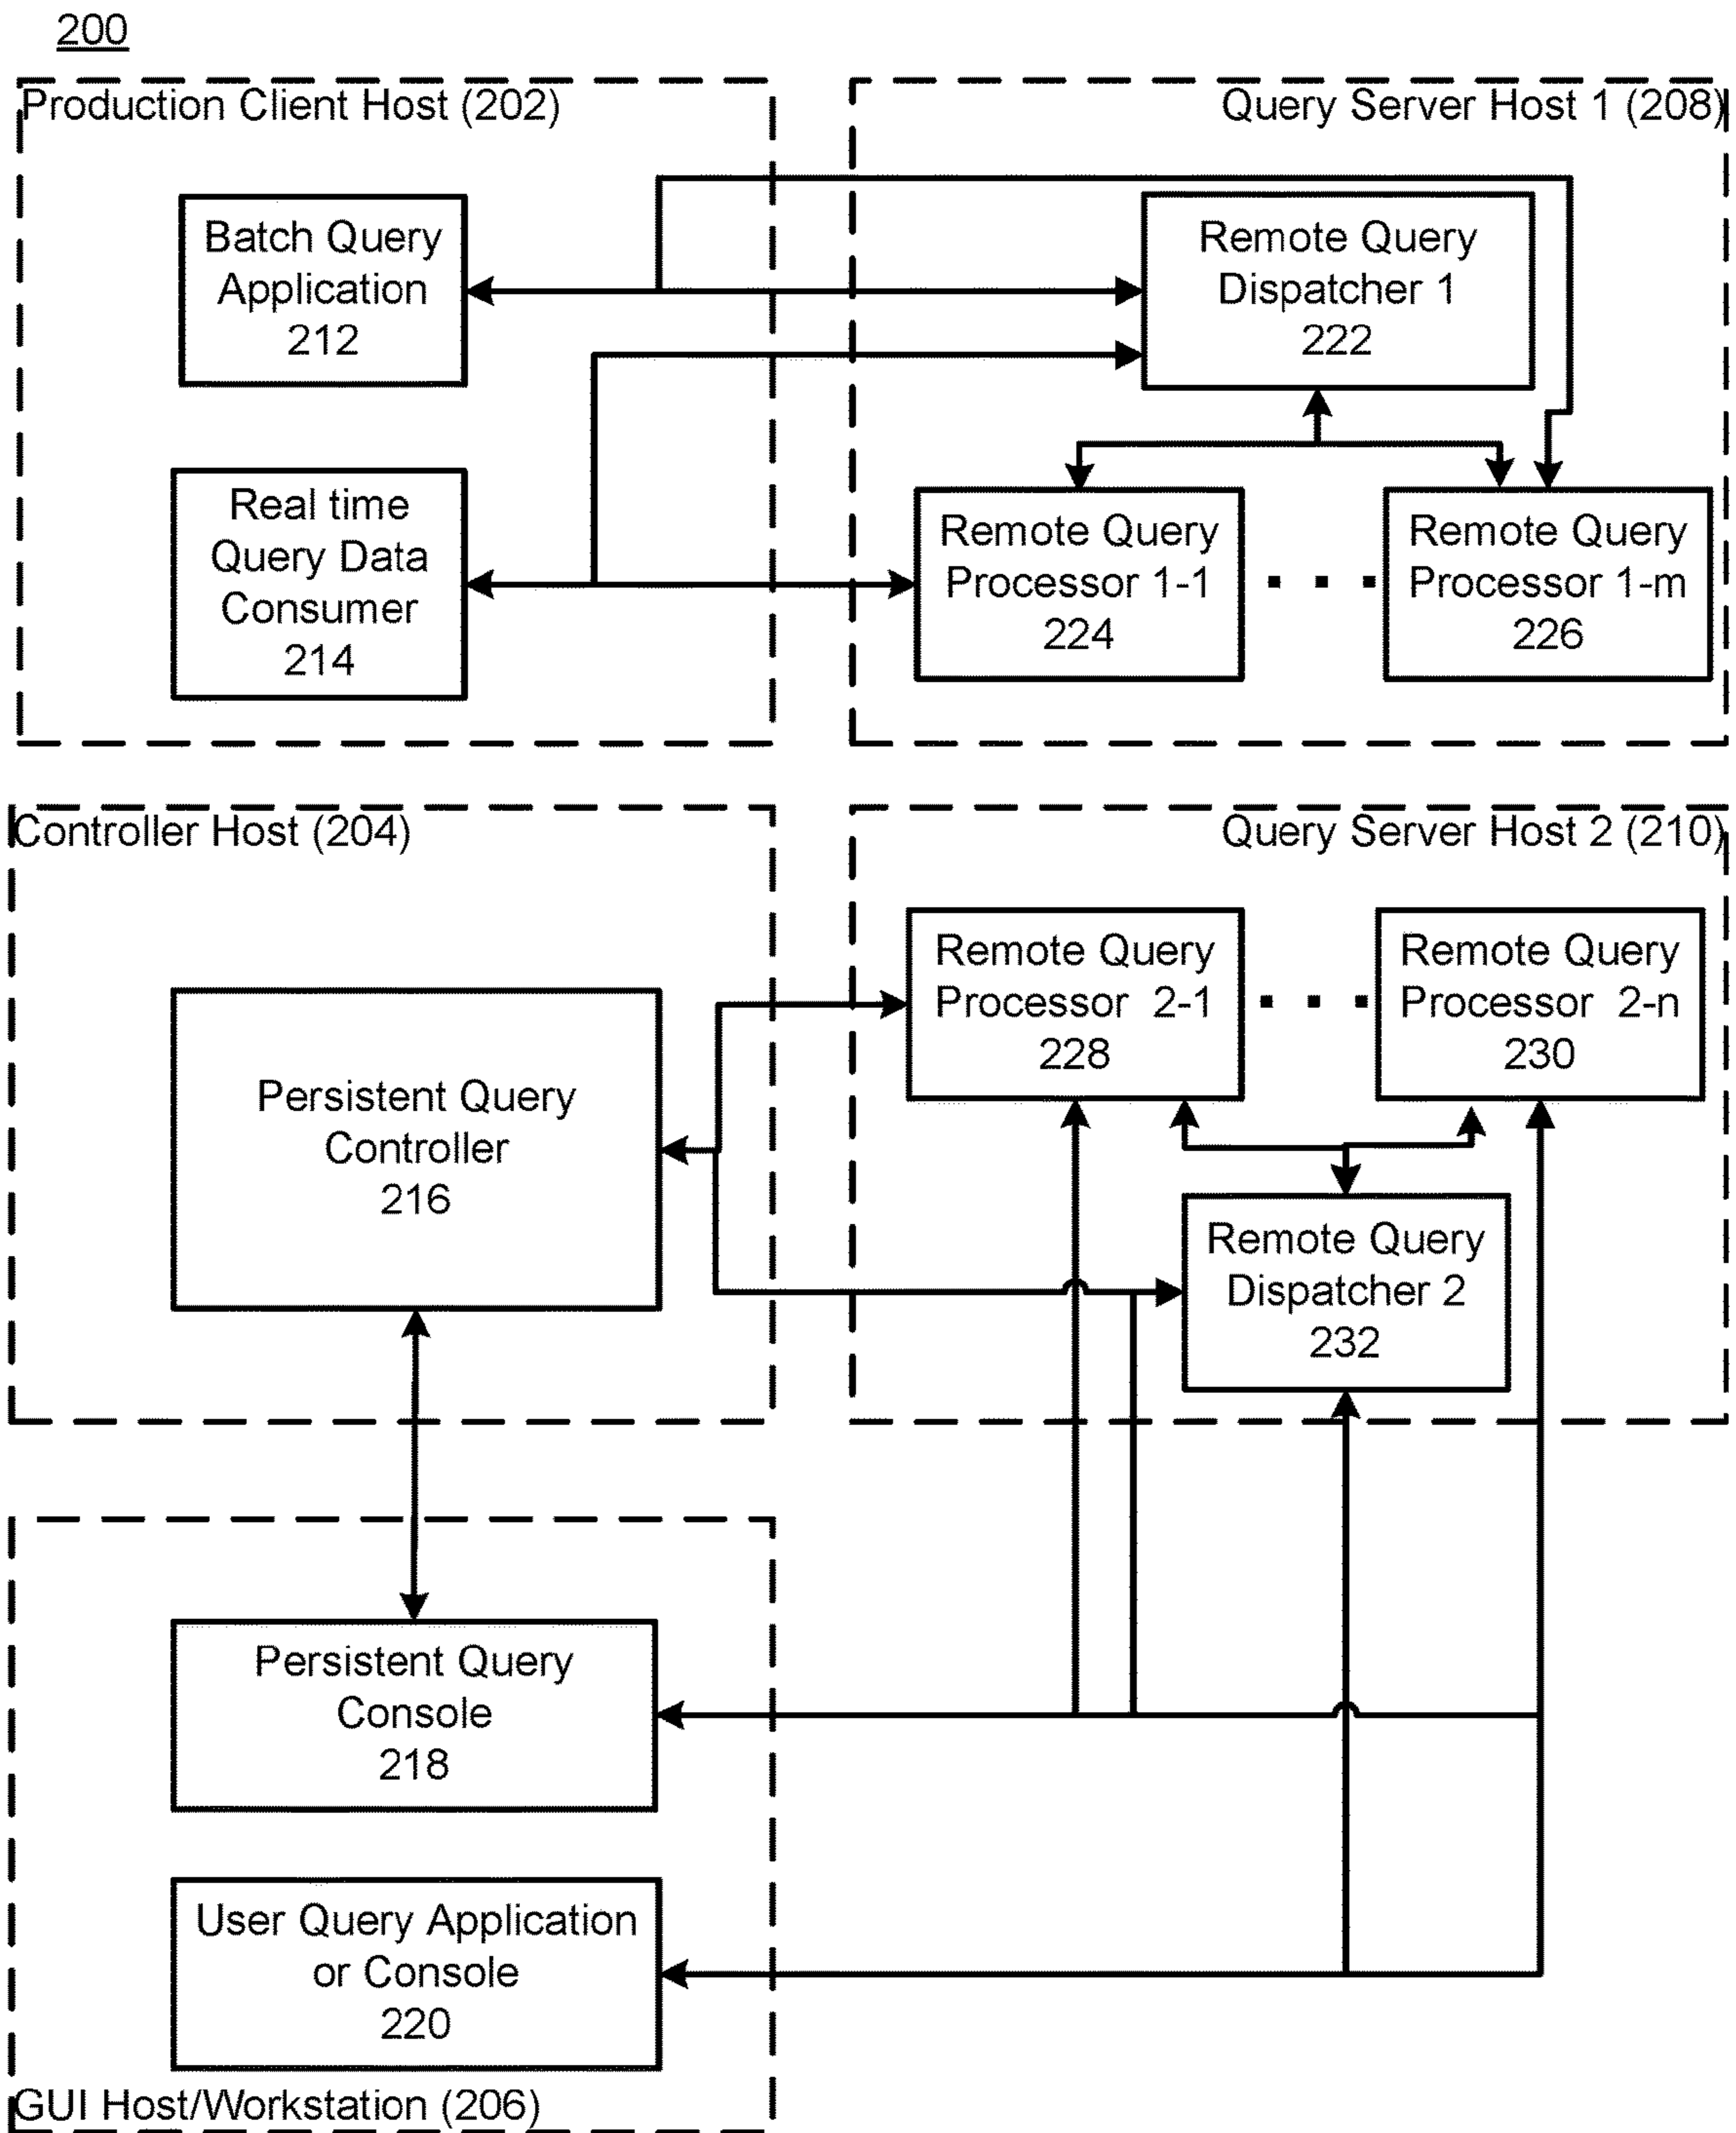 200
Production Client Host (202)
Query Server Host 1 (208)
Batch Query
Application
212
Remote Query
Dispatcher 1
222
Real time
Query Data
Consumer
214
Remote Query
Processor 1-1
224
Remote Query
Processor 1-m
226
Controller Host (204)
Query Server Host 2 (210)
Remote Query
Processor 2-1
228
Remote Query
Processor 2-n
230
Persistent Query
Controller
216
Remote Query
Dispatcher 2
232
Persistent Query
Console
218
User Query Application
or Console
220
GUI Host/Workstation (206)